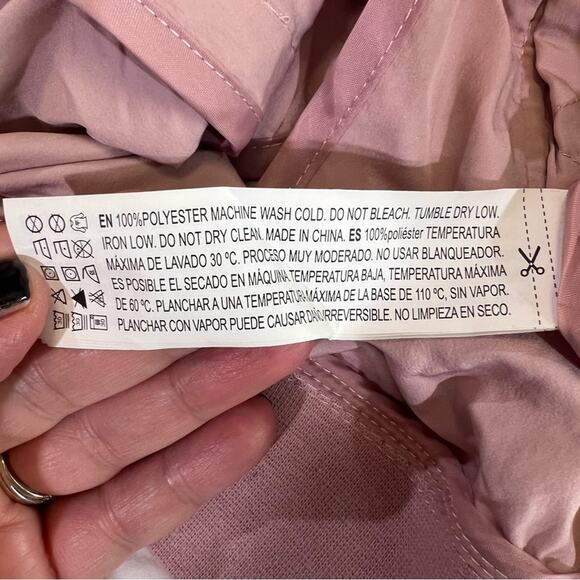 EN 100%POLYESTER MACHINE WASH COLD. DO NOT BLEACH. TUMBLE DRY LOW.
IRON LOW. DO NOT DRY CLEAN. MADE IN CHINA. ES 100%poliéster TEMPERATURA
MÁXIMA DE LAVADO 30 ºC. PROCESO MUY MODERADO. NO USAR BLANQUEADOR.
ES POSIBLE EL SECADO EN MÁQUINA TEMPERATURA BAJA, TEMPERATURA MÁXIMA
DE 60 ºC. PLANCHAR A UNA TEMPERATURA MÁXIMA DE LA BASE DE 110 ºC, SIN VAPOR.
PLANCHAR CON VAPOR PUEDE CAUSAR DAÑO IRREVERSIBLE. NO LIMPIEZA EN SECO.